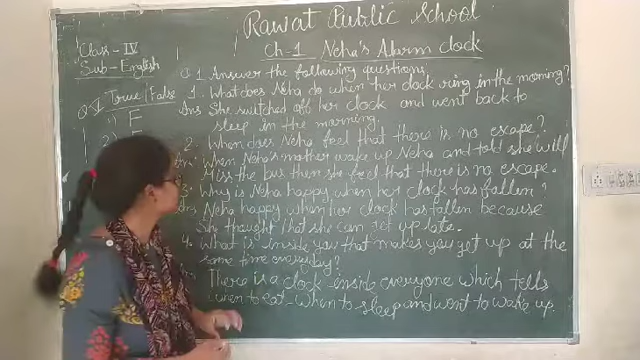 Rawat Public School
Class - IV
Sub - English
Ch-1 Neha's Alarm clock
Q.1 Answer the following questions
1. What does Neha do when her clock ring in the morning?
Ans She switched off her clock and went back to
sleep in the morning.
2. When does Neha feel that there is no escape?
Ans. When Neha's mother wake up Neha and told she will
Miss the bus then she feel that there is no escape.
3. Why is Neha happy when her clock has fallen?
Ans Neha happy when her clock has fallen because
She thought that she can get up late.
4. What is inside you that makes you get up at the
same time everyday?
There is a clock inside everyone which tells
when to eat - when to sleep and went to wake up.
Q.V Torue | False
1) F
2)